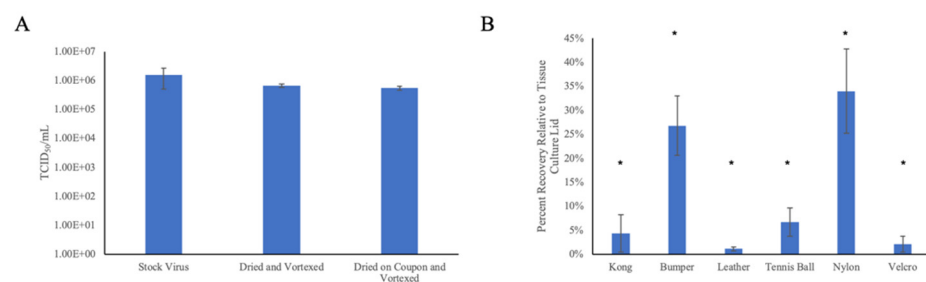 A
TCID50/mL
1.00E+07
1.00E+06
1.00E+05
1.00E+04
1.00E+03
1.00E+02
1.00E+01
1.00E+00
Stock Virus
Dried and Vortexed
Dried on Coupon and
Vortexed
B
Percent Recovery Relative to Tissue
Culture Lid
45%
40%
35%
30%
25%
20%
15%
10%
5%
0%
* * * * * *
Kong
Bumper
Leather
Tennis Ball
Nylon
Velcro